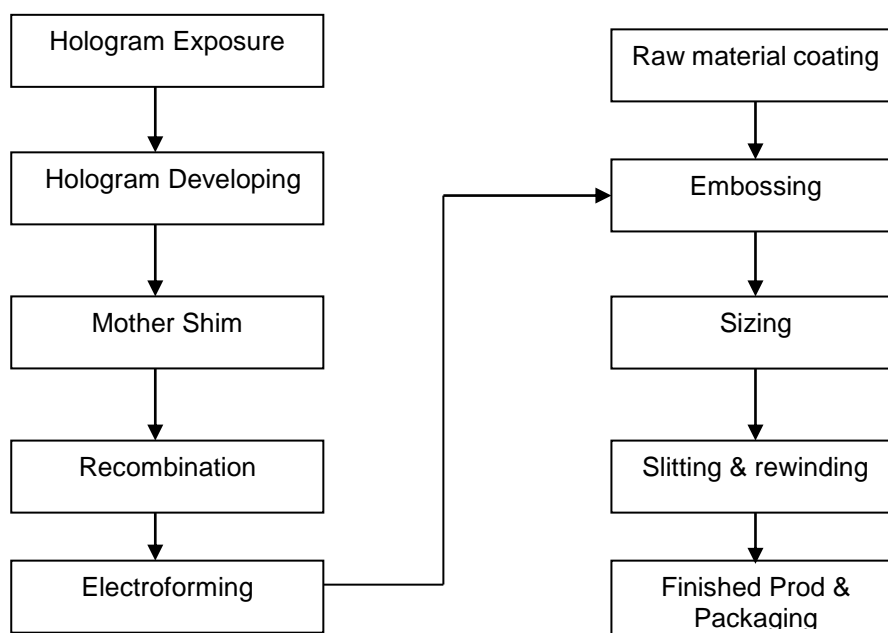 Hologram Exposure
Hologram Developing
Mother Shim
Recombination
Electroforming
Raw material coating
Embossing
Sizing
Slitting & rewinding
Finished Prod &
Packaging